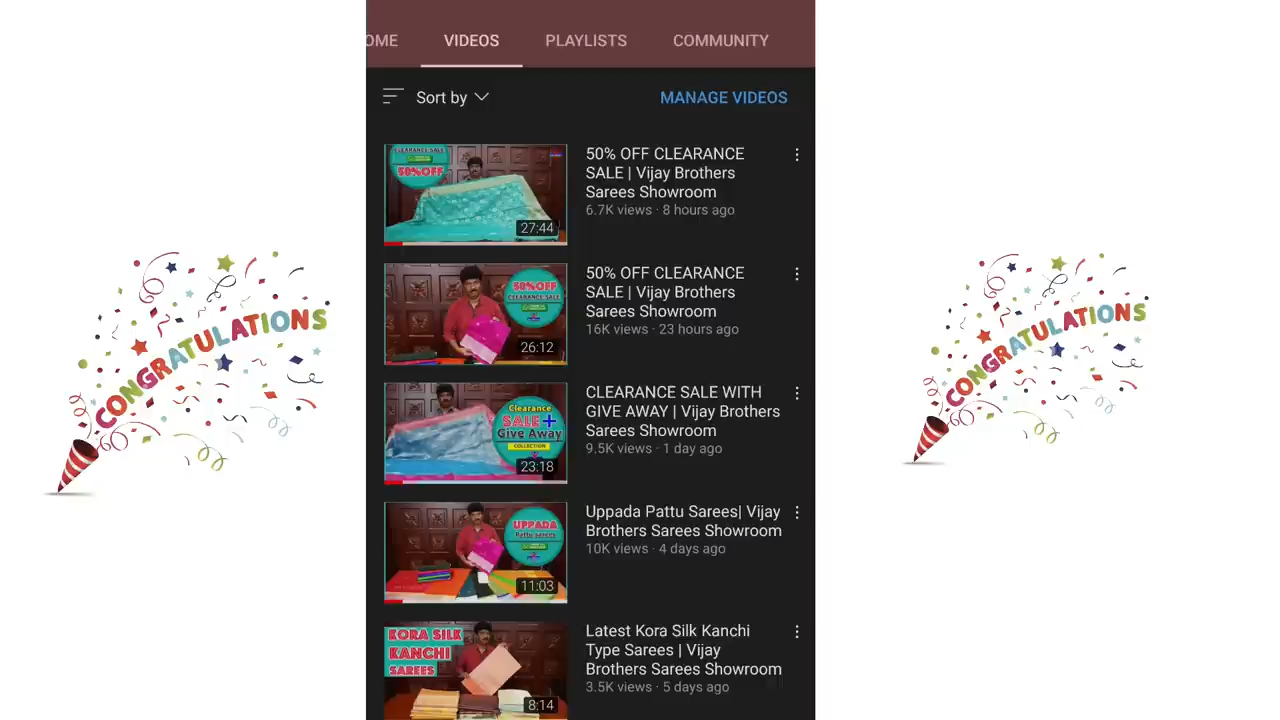 OME VIDEOS PLAYLISTS COMMUNITY
Sort by MANAGE VIDEOS
CLEARANCE SALE
50%OFF
27:44
50% OFF CLEARANCE
SALE | Vijay Brothers
Sarees Showroom
6.7K views · 8 hours ago
50%OFF
CLEARANCE SALE
26:12
50% OFF CLEARANCE
SALE | Vijay Brothers
Sarees Showroom
16K views · 23 hours ago
Clearance
SALE+
Give Away
COLLECTION
23:18
CLEARANCE SALE WITH
GIVE AWAY | Vijay Brothers
Sarees Showroom
9.5K views · 1 day ago
UPPADA
Pattu sarees
11:03
Uppada Pattu Sarees| Vijay
Brothers Sarees Showroom
10K views · 4 days ago
KORA SILK
KANCHI
SAREES
8:14
Latest Kora Silk Kanchi
Type Sarees | Vijay
Brothers Sarees Showroom
3.5K views · 5 days ago
CONGRATULATIONS
CONGRATULATIONS